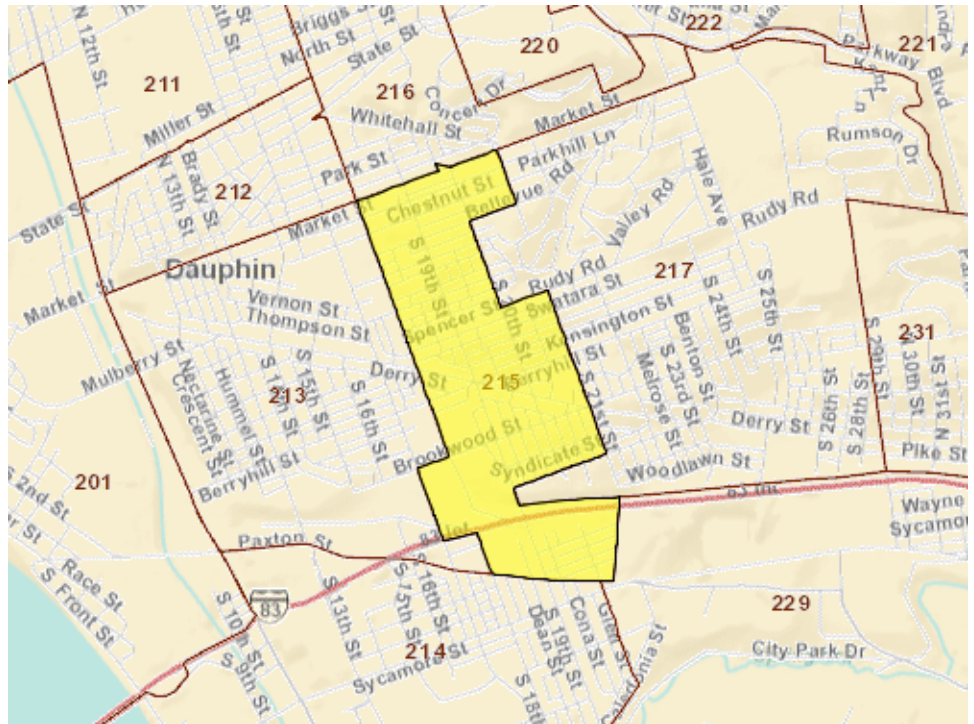 N 12th St
Briggs St
North St
State St
222
Parkway
221
Blvd
220
211
216
Concert Dr
Market St
Whitehall St
Miller St
Brady St
N 13th St
212
Park St
Parkhill Ln
Rumson Dr
State St
Market St
Chestnut St
Bellevue Rd
Valley Rd
Hale Ave
Rudy Rd
Dauphin
S 19th St
217
Market St
Vernon St
Thompson St
Spencer St
S 20th St
Rudy Rd
Swatara St
S 24th St
S 25th St
Kensington St
Mulberry St
Derry St
215
Berryhill St
Benton St
S 29th St
231
N 30th St
N 31st St
Nectarine St
Crescent St
Hummel St
213
S 15th St
S 16th St
S 21st St
Melrose St
S 23rd St
Derry St
S 26th St
S 28th St
Brookwood St
Syndicate St
Woodlawn St
Pike St
Berryhill St
201
S 2nd St
83 Int
83 Int
Wayne
Sycamore
Paxton St
Race St
S Front St
83
S 10th St
S 9th St
S 13th St
S 15th St
S 16th St
214
Sycamore St
S 18th
Dean St
S 19th St
Cona St
229
City Park Dr